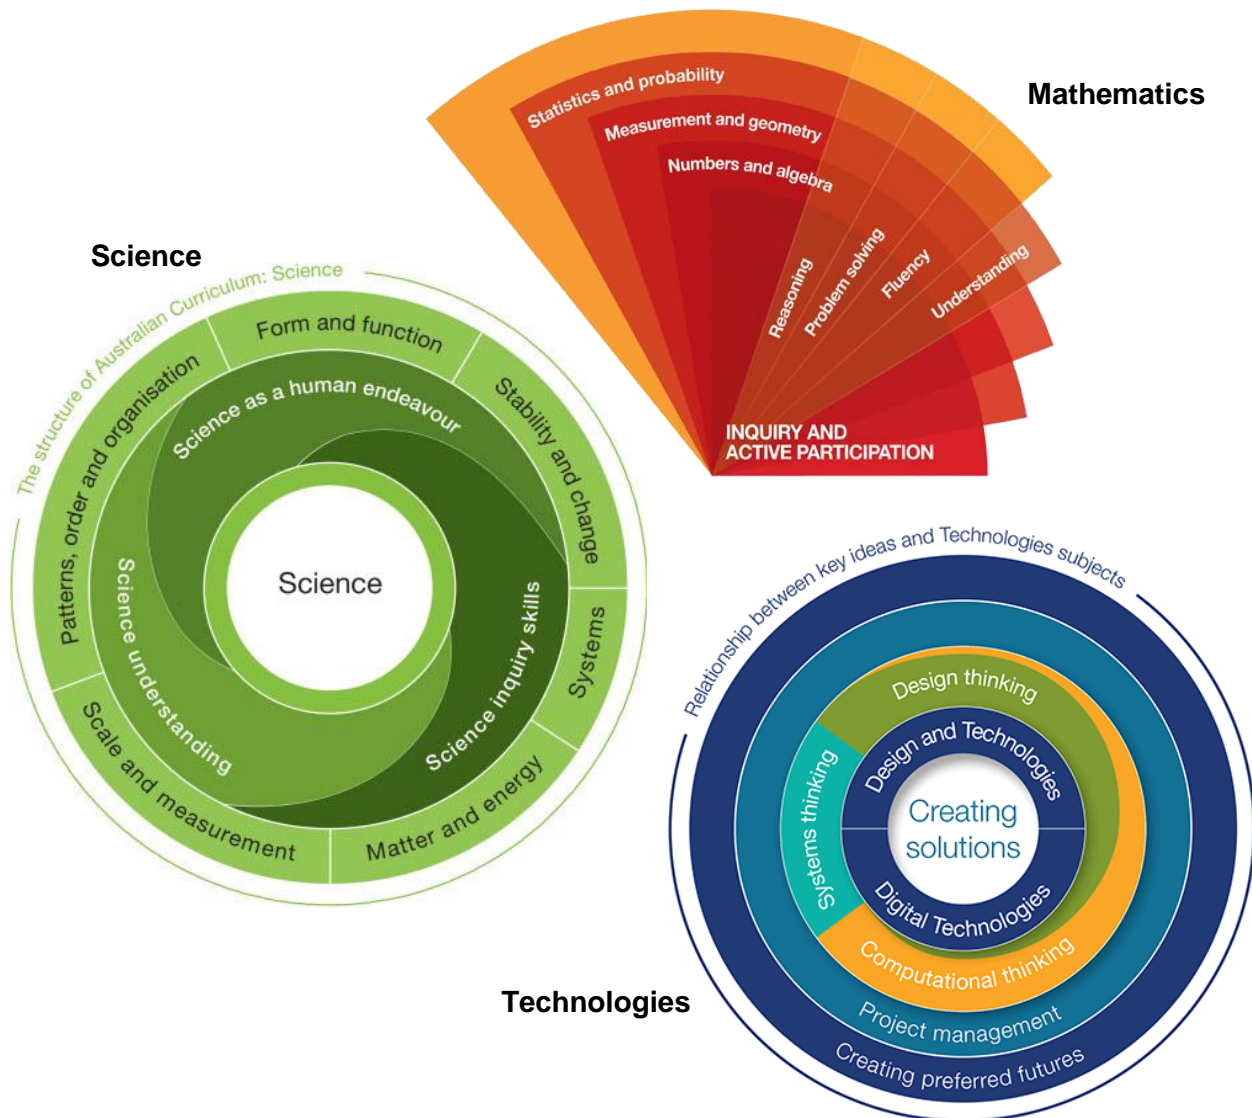 Mathematics
Statistics and probability
Measurement and geometry
Numbers and algebra
Reasoning
Problem solving
Fluency
Understanding
INQUIRY AND
ACTIVE PARTICIPATION
Science
The structure of Australian Curriculum: Science
Form and function
Stability and change
Systems
Matter and energy
Scale and measurement
Patterns, order and organisation
Science as a human endeavour
Science inquiry skills
Science understanding
Science
Technologies
Relationship between key ideas and Technologies subjects
Design thinking
Systems thinking
Computational thinking
Design and Technologies
Digital Technologies
Creating
solutions
Project management
Creating preferred futures